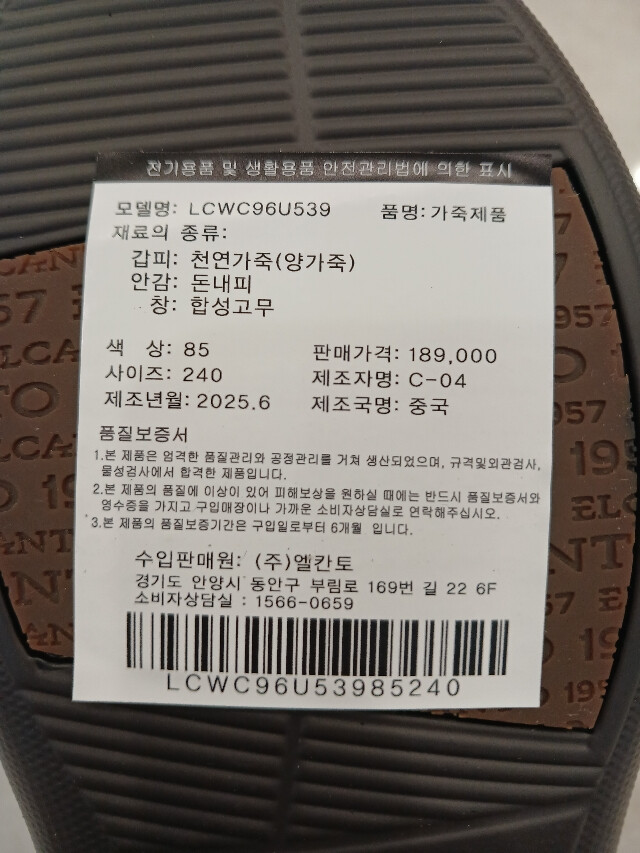 전기용품 및 생활용품 안전관리법에 의한 표시
모델명: LCWC96U539 품명: 가죽제품
재료의 종류:
갑피: 천연가죽(양가죽)
안감: 돈내피
창: 합성고무
색 상: 85 판매가격: 189,000
사이즈: 240 제조자명: C-04
제조년월: 2025.6 제조국명: 중국
품질보증서
1.본 제품은 엄격한 품질관리와 공정관리를 거쳐 생산되었으며, 규격및외관검사,
물성검사에서 합격한 제품입니다.
2.본 제품의 품질에 이상이 있어 피해보상을 원하실 때에는 반드시 품질보증서와
영수증을 가지고 구입매장이나 가까운 소비자상담실로 연락해주십시오.
3.본 제품의 품질보증기간은 구입일로부터 6개월 입니다.
수입판매원: (주)엘칸토
경기도 안양시 동안구 부림로 169번 길 22 6F
소비자상담실 : 1566-0659
LCWC96U53985240